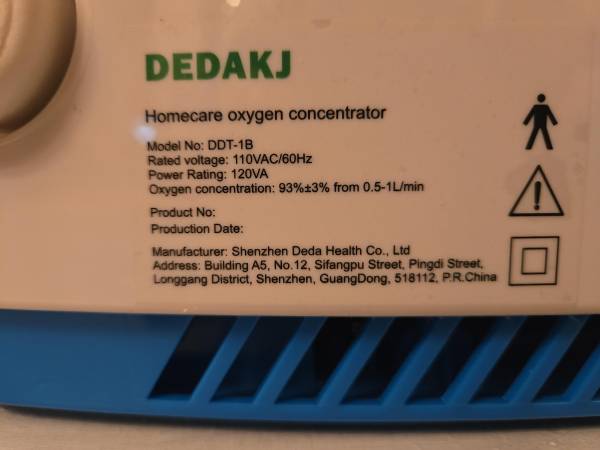 DEDAKJ
Homecare oxygen concentrator
Model No: DDT-1B
Rated voltage: 110VAC/60Hz
Power Rating: 120VA
Oxygen concentration: 93%±3% from 0.5-1L/min
Product No:
Production Date:
Manufacturer: Shenzhen Deda Health Co., Ltd
Address: Building A5, No.12, Sifangpu Street, Pingdi Street,
Longgang District, Shenzhen, GuangDong, 518112, P.R.China